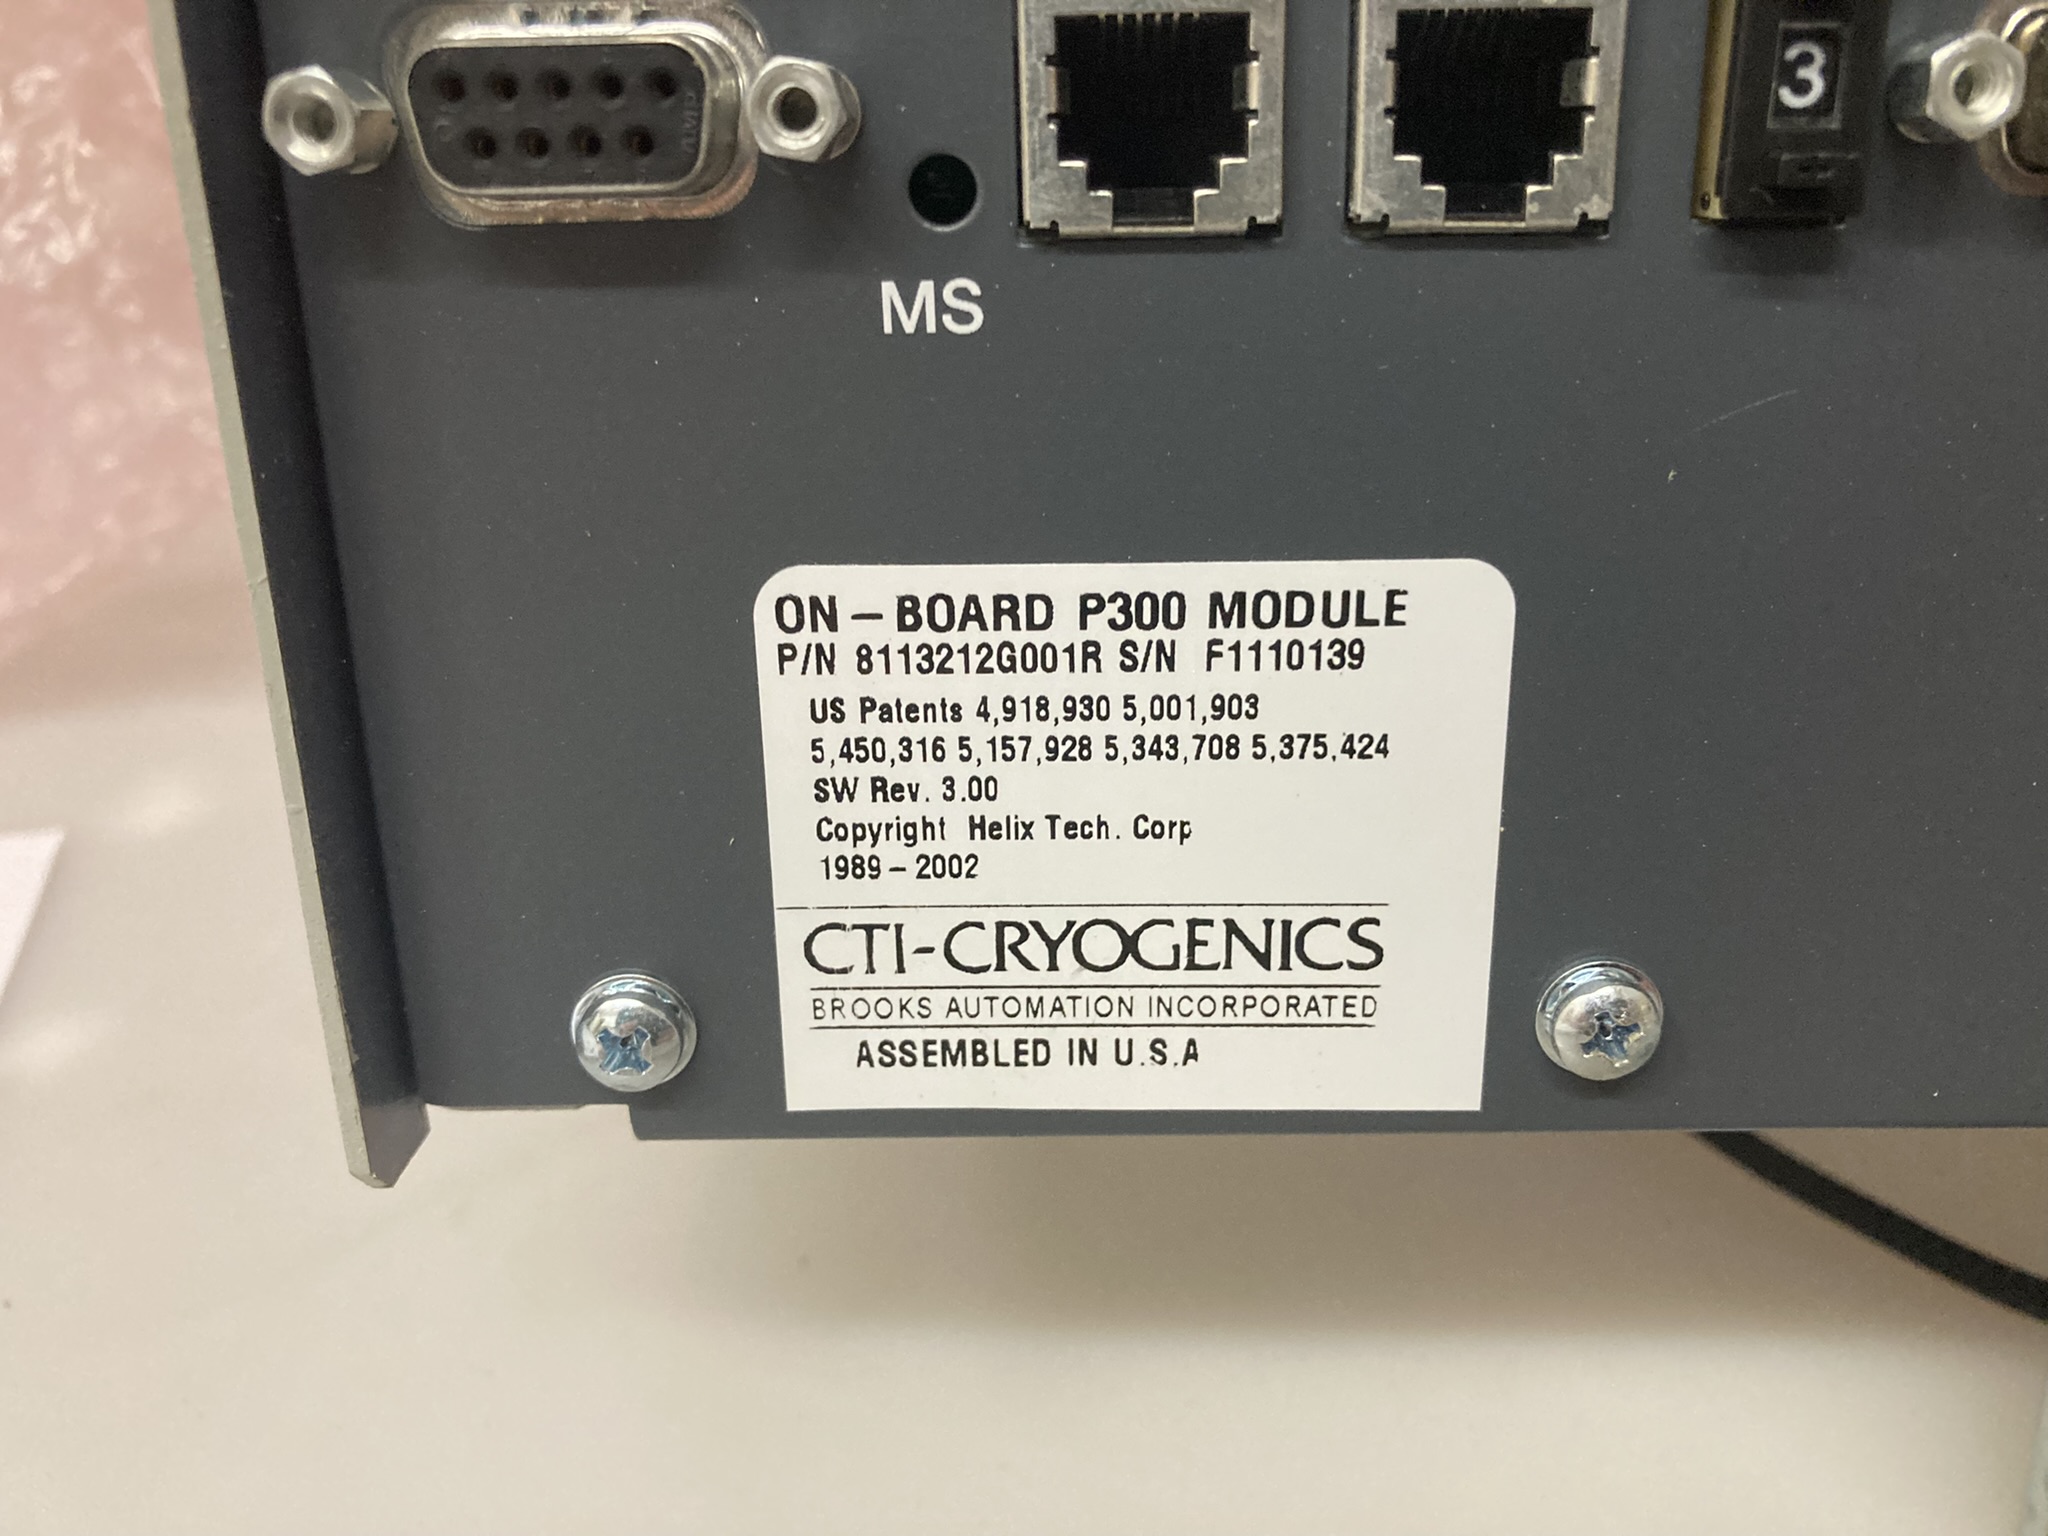 AMP
3
MS
ON-BOARD P300 MODULE
P/N 8113212G001R S/N F1110139
US Patents 4,918,930 5,001,903
5,450,316 5,157,928 5,343,708 5,375,424
SW Rev. 3.00
Copyright Helix Tech. Corp
1989-2002
CTI-CRYOGENICS
BROOKS AUTOMATION INCORPORATED
ASSEMBLED IN U.S.A